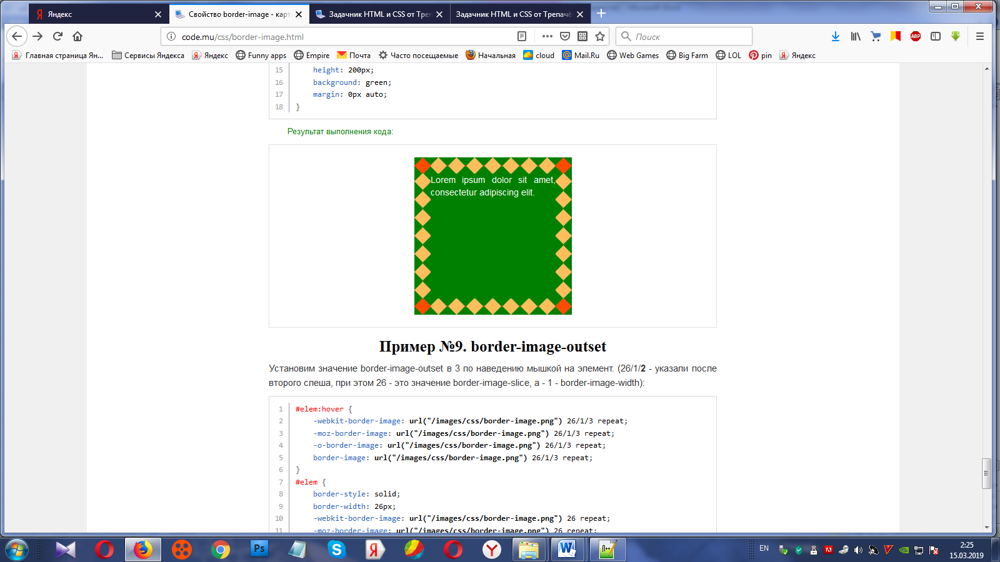 Яндекс
Свойство border-image - карт
Задачник HTML и CSS от Треп
Задачник HTML и CSS от Трепачё
code.mu/css/border-image.html
Поиск
ABP
Главная страница Ян...
Сервисы Яндекса
Яндекс
Funny apps
Empire
Почта
Часто посещаемые
Начальная
cloud
Mail.Ru
Web Games
Big Farm
LOL
pin
Яндекс
15 height: 200px;
16 background: green;
17 margin: 0px auto;
18 }
Результат выполнения кода:
Lorem ipsum dolor sit amet,
consectetur adipiscing elit.
Пример №9. border-image-outset
Установим значение border-image-outset в 3 по наведению мышкой на элемент. (26/1/2 - указали после
второго слеша, при этом 26 - это значение border-image-slice, а - 1 - border-image-width):
1 #elem:hover {
2 -webkit-border-image: url("/images/css/border-image.png") 26/1/3 repeat;
3 -moz-border-image: url("/images/css/border-image.png") 26/1/3 repeat;
4 -o-border-image: url("/images/css/border-image.png") 26/1/3 repeat;
5 border-image: url("/images/css/border-image.png") 26/1/3 repeat;
6 }
7 #elem {
8 border-style: solid;
9 border-width: 26px;
10 -webkit-border-image: url("/images/css/border-image.png") 26 repeat;
11 -moz-border-image: url("/images/css/border-image.png") 26 repeat;
Ps
EN
2:25
15.03.2019